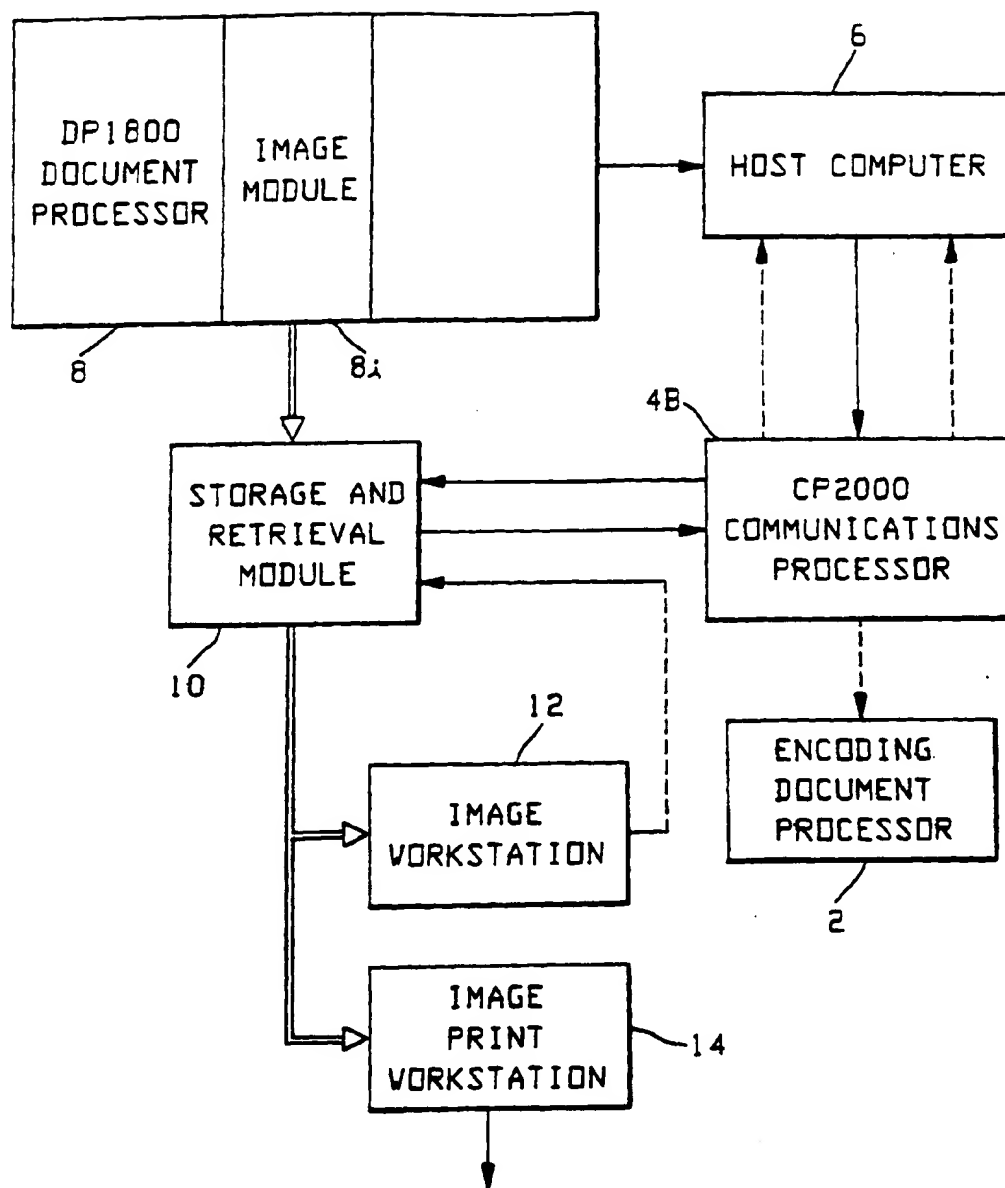 6
DP1800
DOCUMENT
PROCESSOR
IMAGE
MODULE
HOST COMPUTER
8
8i
4B
STORAGE AND
RETRIEVAL
MODULE
CP2000
COMMUNICATIONS
PROCESSOR
10
12
IMAGE
WORKSTATION
ENCODING
DOCUMENT
PROCESSOR
2
IMAGE
PRINT
WORKSTATION
14